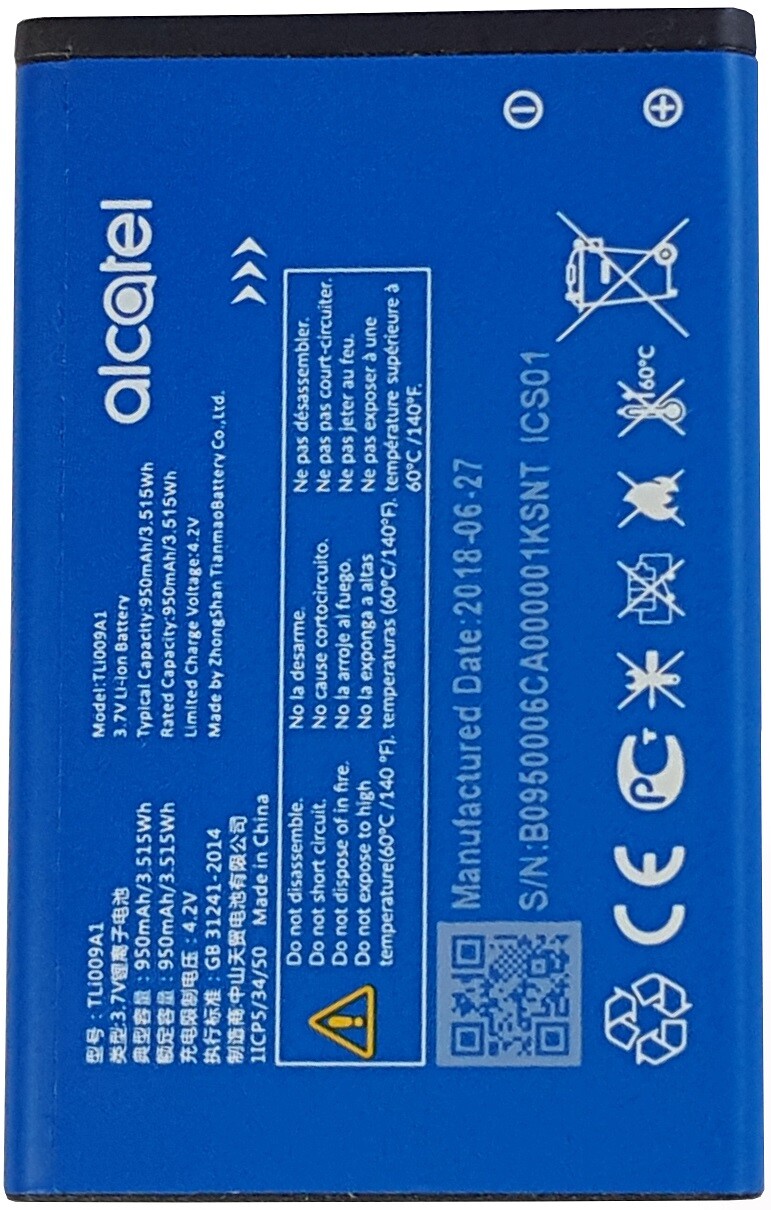 型号：TLi009A1
类型:3.7V锂离子电池
典型容量：950mAh/3.515Wh
额定容量：950mAh/3.515Wh
充电限制电压：4.2V
执行标准：GB 31241-2014
制造商:中山天贸电池有限公司
1ICP5/34/50 Made in China
Model:TLi009A1
3.7V Li-ion Battery
Typical Capacity:950mAh/3.515Wh
Rated Capacity:950mAh/3.515Wh
Limited Charge Voltage:4.2V
Made by ZhongShan TianmaoBattery Co.,Ltd.
alcatel
Do not disassemble.
Do not short circuit.
Do not dispose of in fire.
Do not expose to high
temperature(60°C /140 °F).
No la desarme.
No cause cortocircuito.
No la arroje al fuego.
No la exponga a altas
temperaturas (60°C/140°F).
Ne pas désassembler.
Ne pas pas court-circuiter.
Ne pas jeter au feu.
Ne pas exposer à une
température supérieure à
60°C /140°F.
Manufactured Date:2018-06-27
S/N:B0950006CA000001KSNT ICS01
CE
PC
T
160°C